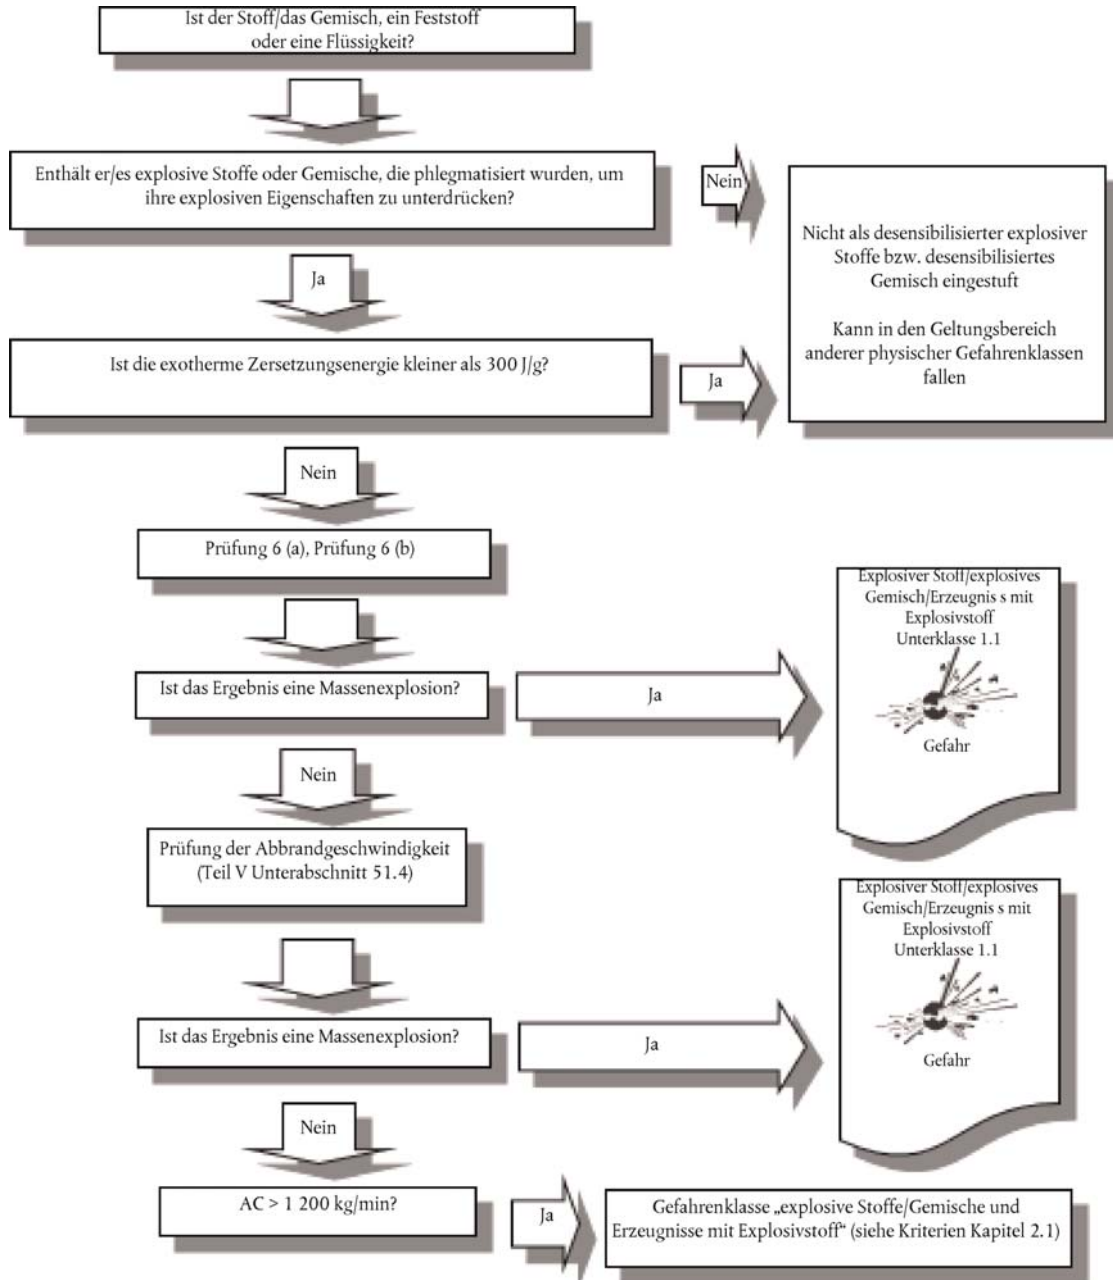 Ist der Stoff/das Gemisch, ein Feststoff
oder eine Flüssigkeit?
Enthält er/es explosive Stoffe oder Gemische, die phlegmatisiert wurden, um
ihre explosiven Eigenschaften zu unterdrücken?
Nein
Nicht als desensibilisierter explosiver
Stoffe bzw. desensibilisiertes
Gemisch eingestuft
Kann in den Geltungsbereich
anderer physischer Gefahrenklassen
fallen
Ja
Ist die exotherme Zersetzungsenergie kleiner als 300 J/g?
Ja
Nein
Prüfung 6 (a), Prüfung 6 (b)
Ist das Ergebnis eine Massenexplosion?
Ja
Explosiver Stoff/explosives
Gemisch/Erzeugnis s mit
Explosivstoff
Unterklasse 1.1
Gefahr
Nein
Prüfung der Abbrandgeschwindigkeit
(Teil V Unterabschnitt 51.4)
Ist das Ergebnis eine Massenexplosion?
Ja
Explosiver Stoff/explosives
Gemisch/Erzeugnis s mit
Explosivstoff
Unterklasse 1.1
Gefahr
Nein
AC > 1 200 kg/min?
Ja
Gefahrenklasse „explosive Stoffe/Gemische und
Erzeugnisse mit Explosivstoff“ (siehe Kriterien Kapitel 2.1)